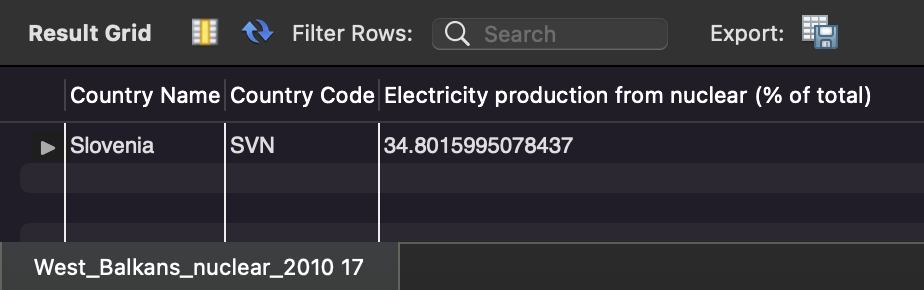 Result Grid Filter Rows: Search Export:
Country Name Country Code Electricity production from nuclear (% of total)
Slovenia SVN 34.8015995078437
West_Balkans_nuclear_2010 17